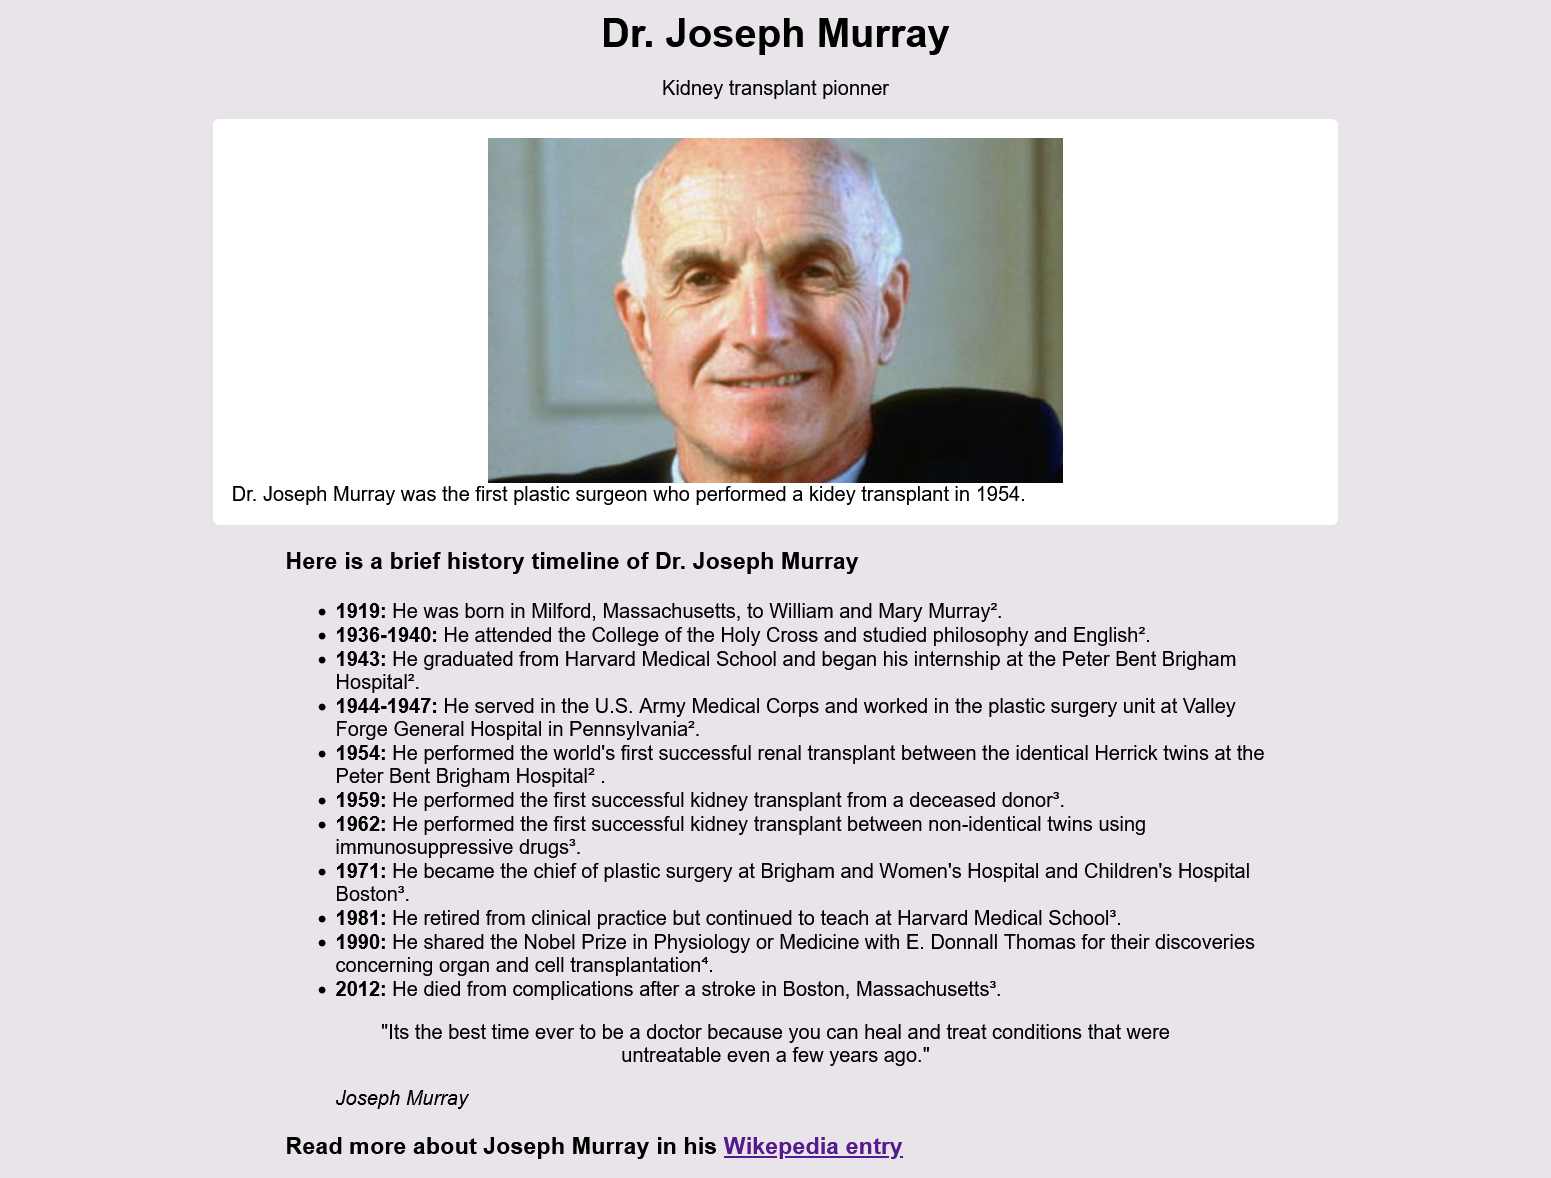 Dr. Joseph Murray
Kidney transplant pionner
Dr. Joseph Murray was the first plastic surgeon who performed a kidey transplant in 1954.
Here is a brief history timeline of Dr. Joseph Murray
• 1919: He was born in Milford, Massachusetts, to William and Mary Murray².
• 1936-1940: He attended the College of the Holy Cross and studied philosophy and English².
• 1943: He graduated from Harvard Medical School and began his internship at the Peter Bent Brigham
Hospital².
• 1944-1947: He served in the U.S. Army Medical Corps and worked in the plastic surgery unit at Valley
Forge General Hospital in Pennsylvania².
• 1954: He performed the world's first successful renal transplant between the identical Herrick twins at the
Peter Bent Brigham Hospital² .
• 1959: He performed the first successful kidney transplant from a deceased donor³.
• 1962: He performed the first successful kidney transplant between non-identical twins using
immunosuppressive drugs³.
• 1971: He became the chief of plastic surgery at Brigham and Women's Hospital and Children's Hospital
Boston³.
• 1981: He retired from clinical practice but continued to teach at Harvard Medical School³.
• 1990: He shared the Nobel Prize in Physiology or Medicine with E. Donnall Thomas for their discoveries
concerning organ and cell transplantation⁴.
• 2012: He died from complications after a stroke in Boston, Massachusetts³.
"Its the best time ever to be a doctor because you can heal and treat conditions that were
untreatable even a few years ago."
Joseph Murray
Read more about Joseph Murray in his Wikepedia entry